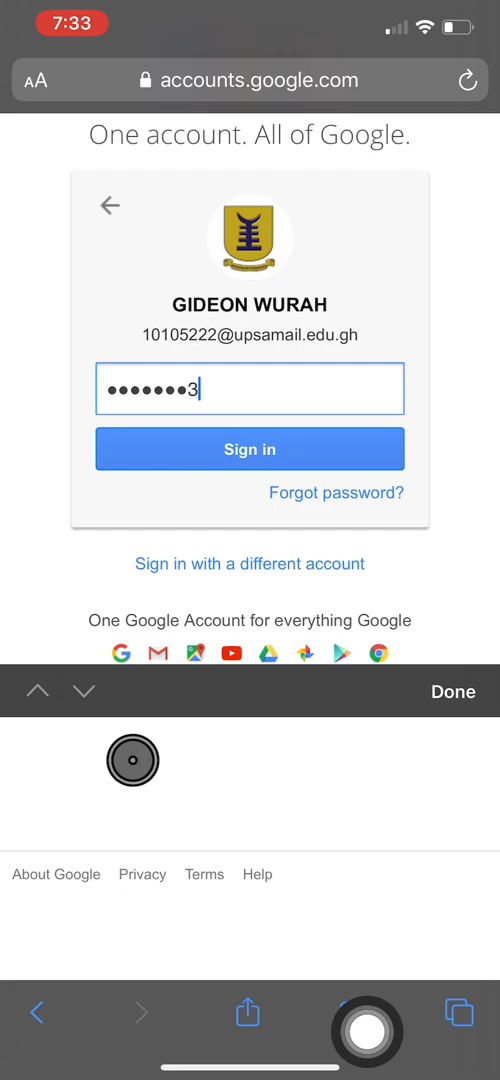 7:33
AA accounts.google.com
One account. All of Google.
GIDEON WURAH
10105222@upsamail.edu.gh
●●●●●●●3
Sign in
Forgot password?
Sign in with a different account
One Google Account for everything Google
Done
About Google Privacy Terms Help